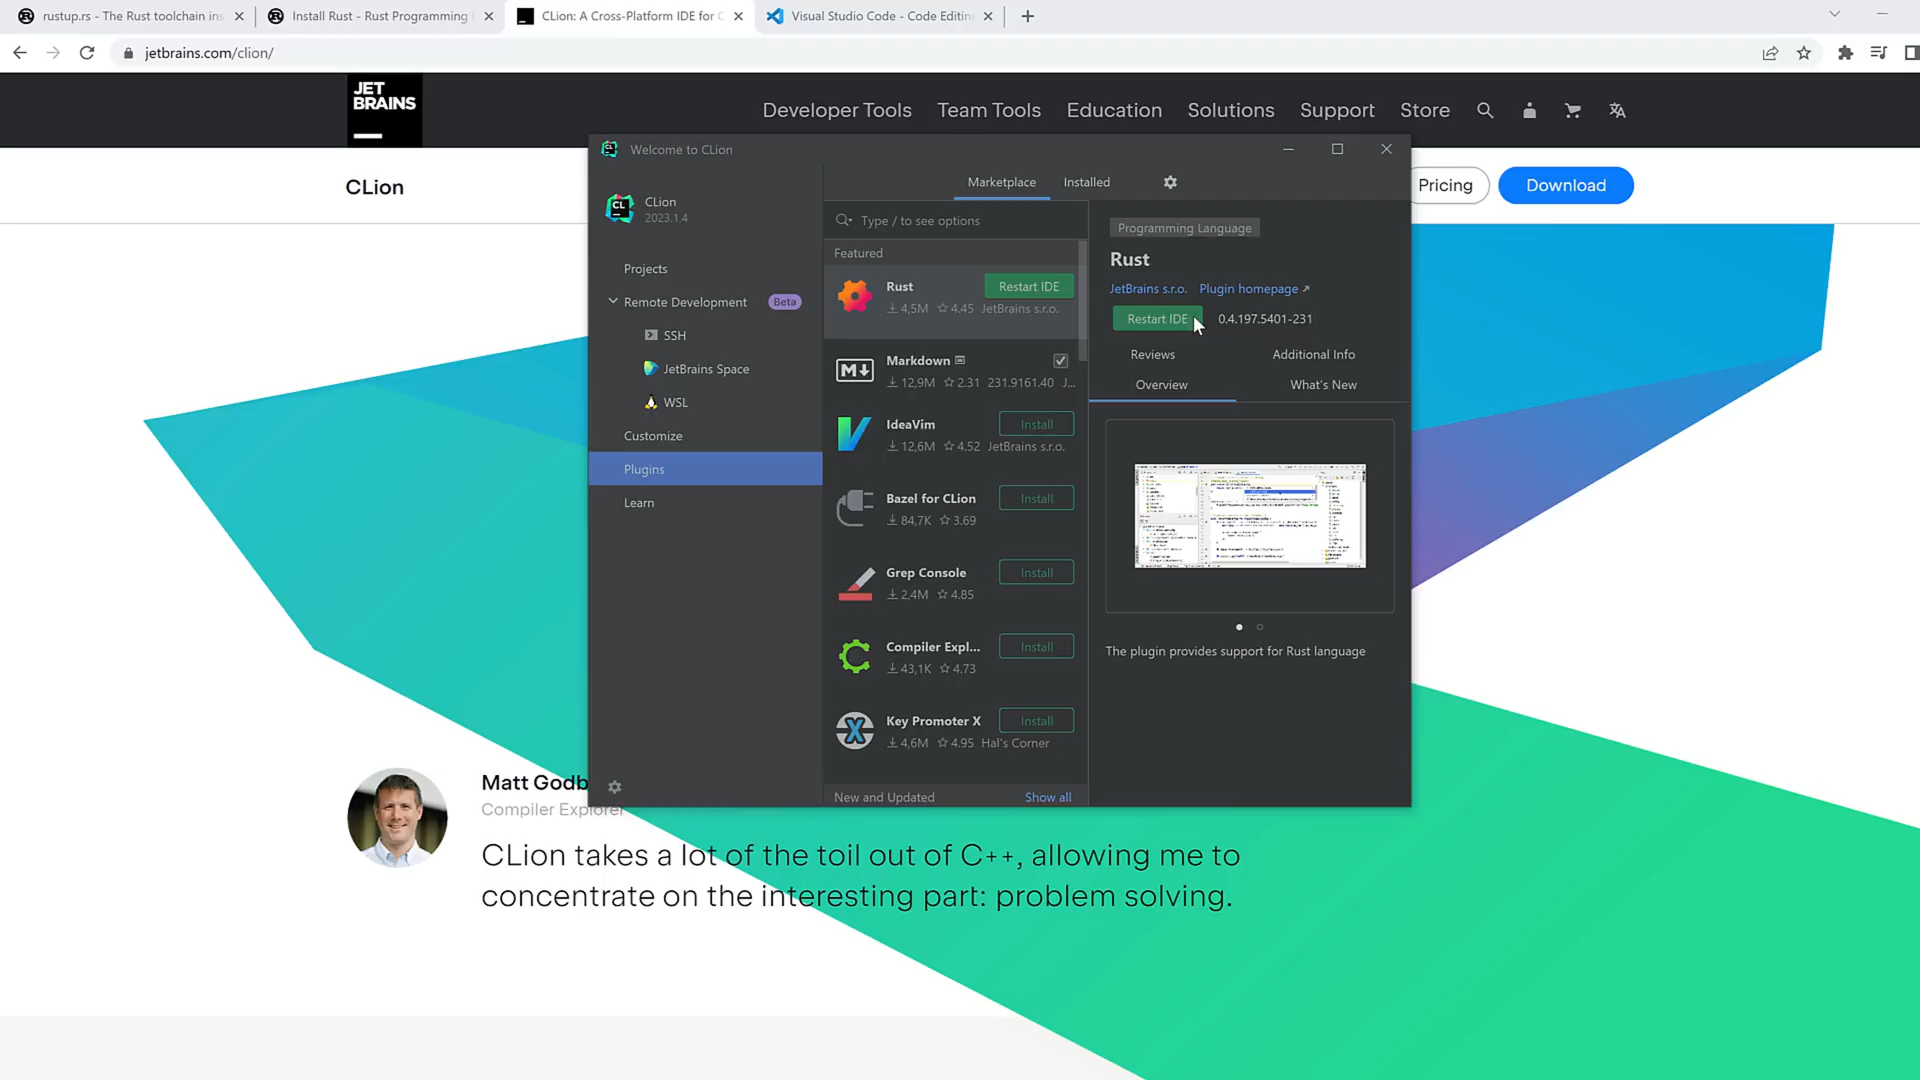 rustup.rs - The Rust toolchain ins
Install Rust - Rust Programming
CLion: A Cross-Platform IDE for C
Visual Studio Code - Code Editin
jetbrains.com/clion/
JET
BRAINS
Developer Tools
Team Tools
Education
Solutions
Support
Store
CLion
Pricing
Download
Welcome to CLion
CLion
2023.1.4
Projects
Remote Development
Beta
SSH
JetBrains Space
WSL
Customize
Plugins
Learn
Marketplace
Installed
Type / to see options
Featured
Rust
Restart IDE
4,5M 4.45 JetBrains s.r.o.
Markdown
12,9M 2.31 231.9161.40 J...
IdeaVim
Install
12,6M 4.52 JetBrains s.r.o.
Bazel for CLion
Install
84,7K 3.69
Grep Console
Install
2,4M 4.85
Compiler Expl...
Install
43,1K 4.73
Key Promoter X
Install
4,6M 4.95 Hal's Corner
New and Updated
Show all
Programming Language
Rust
JetBrains s.r.o. Plugin homepage
Restart IDE 0.4.197.5401-231
Reviews
Additional Info
Overview
What's New
The plugin provides support for Rust language
Matt Godb
Compiler Explorer
CLion takes a lot of the toil out of C++, allowing me to
concentrate on the interesting part: problem solving.